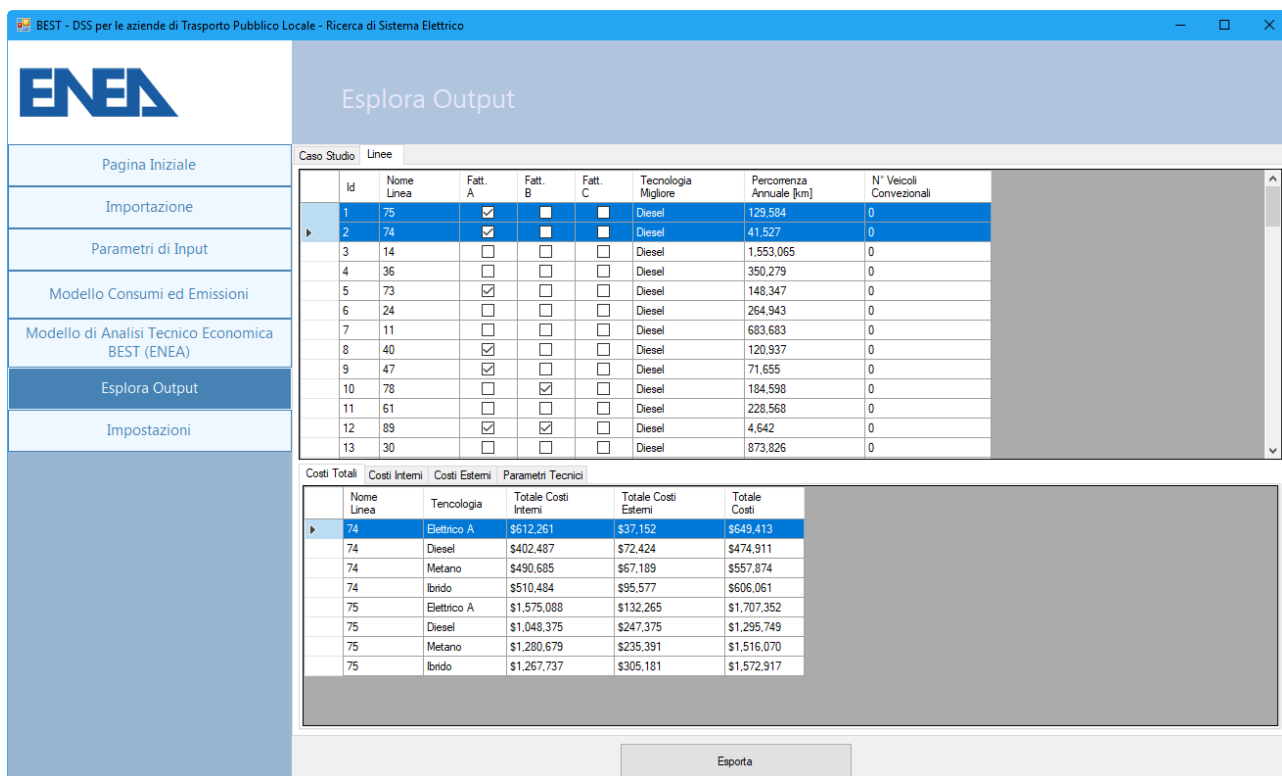 BEST - DSS per le aziende di Trasporto Pubblico Locale - Ricerca di Sistema Elettrico
ENEA
Esplora Output
Pagina Iniziale
Importazione
Parametri di Input
Modello Consumi ed Emissioni
Modello di Analisi Tecnico Economica
BEST (ENEA)
Esplora Output
Impostazioni
Caso Studio Linee
Id Nome Linea Fatt. A Fatt. B Fatt. C Tecnologia Migliore Percorrenza Annuale [km] N° Veicoli Convezionali
1 75 Diesel 129,584 0
2 74 Diesel 41,527 0
3 14 Diesel 1,553,065 0
4 36 Diesel 350,279 0
5 73 Diesel 148,347 0
6 24 Diesel 264,943 0
7 11 Diesel 683,683 0
8 40 Diesel 120,937 0
9 47 Diesel 71,655 0
10 78 Diesel 184,598 0
11 61 Diesel 228,568 0
12 89 Diesel 4,642 0
13 30 Diesel 873,826 0
Costi Totali Costi Interni Costi Esterni Parametri Tecnici
Nome Linea Tencologia Totale Costi Interni Totale Costi Esterni Totale Costi
74 Elettrico A $612,261 $37,152 $649,413
74 Diesel $402,487 $72,424 $474,911
74 Metano $490,685 $67,189 $557,874
74 Ibrido $510,484 $95,577 $606,061
75 Elettrico A $1,575,088 $132,265 $1,707,352
75 Diesel $1,048,375 $247,375 $1,295,749
75 Metano $1,280,679 $235,391 $1,516,070
75 Ibrido $1,267,737 $305,181 $1,572,917
Esporta